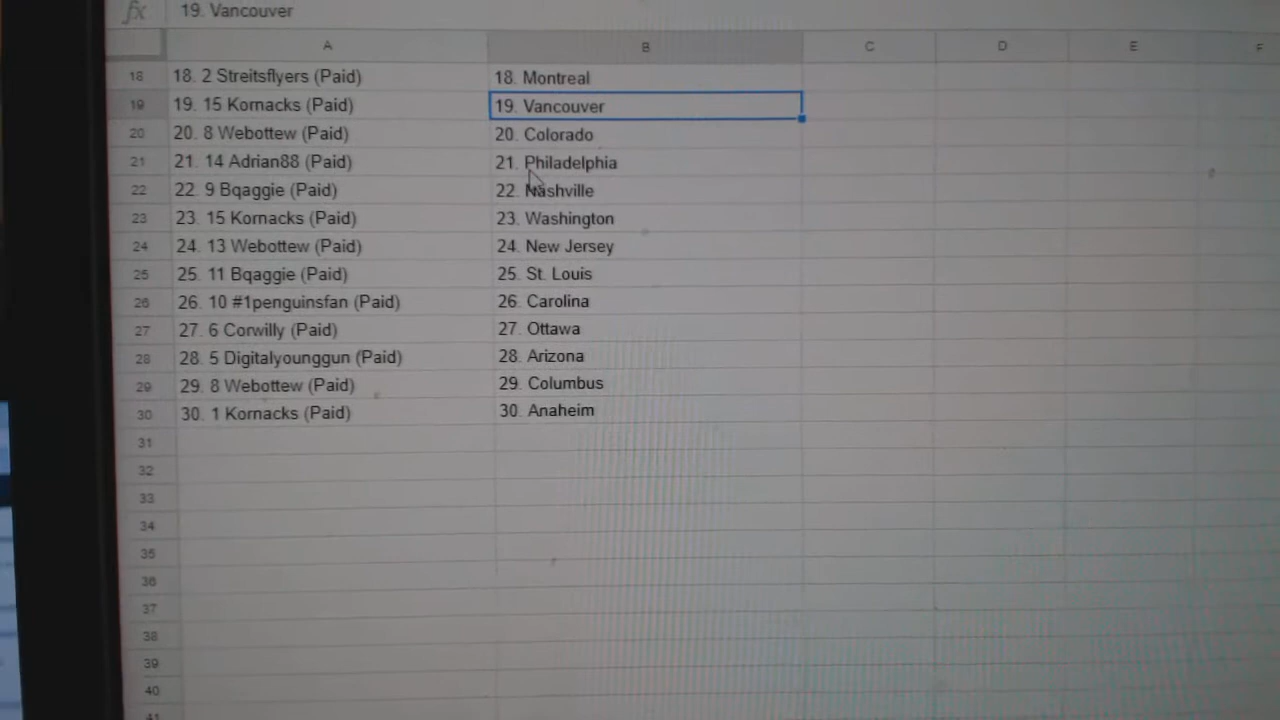 fx 19. Vancouver
A B C D E F
18 18. 2 Streitsflyers (Paid) 18. Montreal
19 19. 15 Kornacks (Paid) 19. Vancouver
20 20. 8 Webottew (Paid) 20. Colorado
21 21. 14 Adrian88 (Paid) 21. Philadelphia
22 22. 9 Bqaggie (Paid) 22. Nashville
23 23. 15 Kornacks (Paid) 23. Washington
24 24. 13 Webottew (Paid) 24. New Jersey
25 25. 11 Bqaggie (Paid) 25. St. Louis
26 26. 10 #1penguinsfan (Paid) 26. Carolina
27 27. 6 Corwilly (Paid) 27. Ottawa
28 28. 5 Digitalyounggun (Paid) 28. Arizona
29 29. 8 Webottew (Paid) 29. Columbus
30 30. 1 Kornacks (Paid) 30. Anaheim
31
32
33
34
35
36
37
38
39
40
41